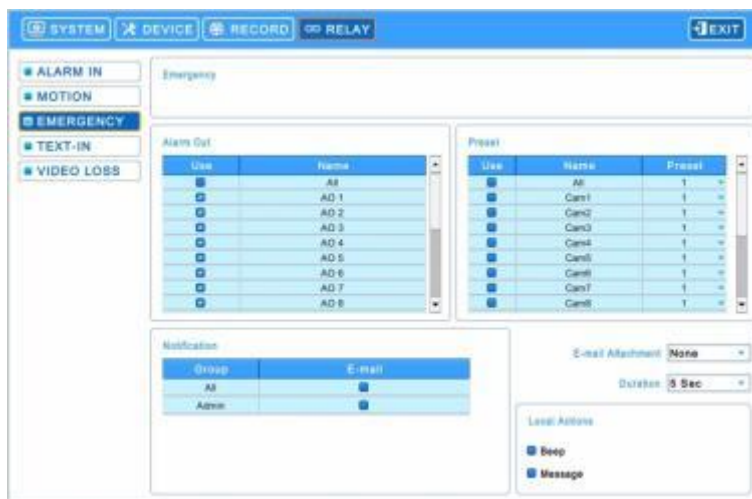 SYSTEM DEVICE RECORD RELAY EXIT
ALARM IN
MOTION
EMERGENCY
TEXT-IN
VIDEO LOSS
Emergency
Alarm Out
Use Name
All
AO 1
AO 2
AO 3
AO 4
AO 5
AO 6
AO 7
AO 8
Preset
Use Name Preset
All 1
Cam1 1
Cam2 1
Cam3 1
Cam4 1
Cam5 1
Cam6 1
Cam7 1
Cam8 1
Notification
Group E-mail
All
Admin
E-mail Attachment None
Duration 5 Sec
Local Actions
Beep
Message